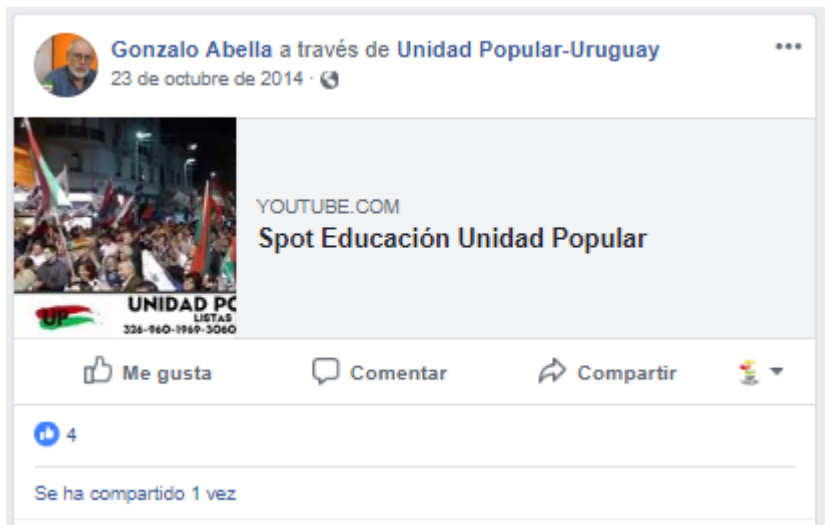 Gonzalo Abella a través de Unidad Popular-Uruguay
23 de octubre de 2014 ·
YOUTUBE.COM
Spot Educación Unidad Popular
UP
UNIDAD PO
LISTAS
326-960-1969-3060
Me gusta
Comentar
Compartir
4
Se ha compartido 1 vez